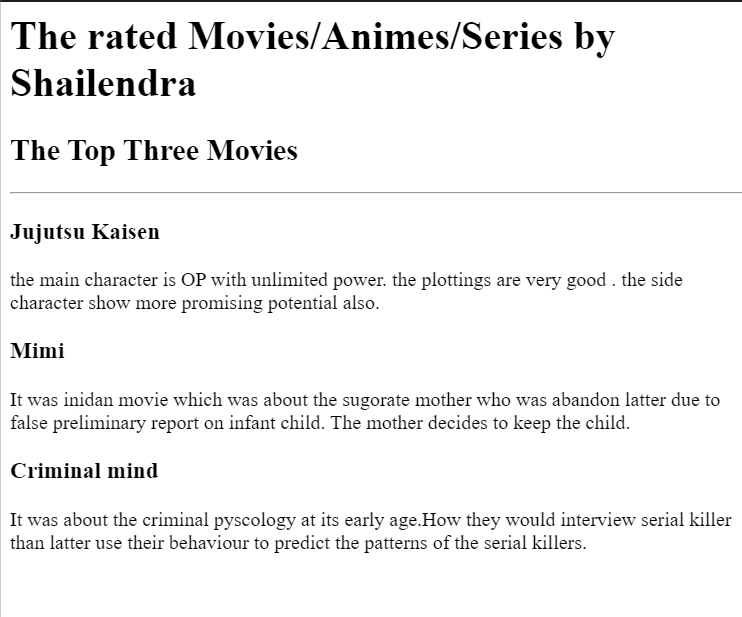 The rated Movies/Animes/Series by
Shailendra
The Top Three Movies
Jujutsu Kaisen
the main character is OP with unlimited power. the plottings are very good . the side
character show more promising potential also.
Mimi
It was inidan movie which was about the sugorate mother who was abandon latter due to
false preliminary report on infant child. The mother decides to keep the child.
Criminal mind
It was about the criminal pyscology at its early age.How they would interview serial killer
than latter use their behaviour to predict the patterns of the serial killers.